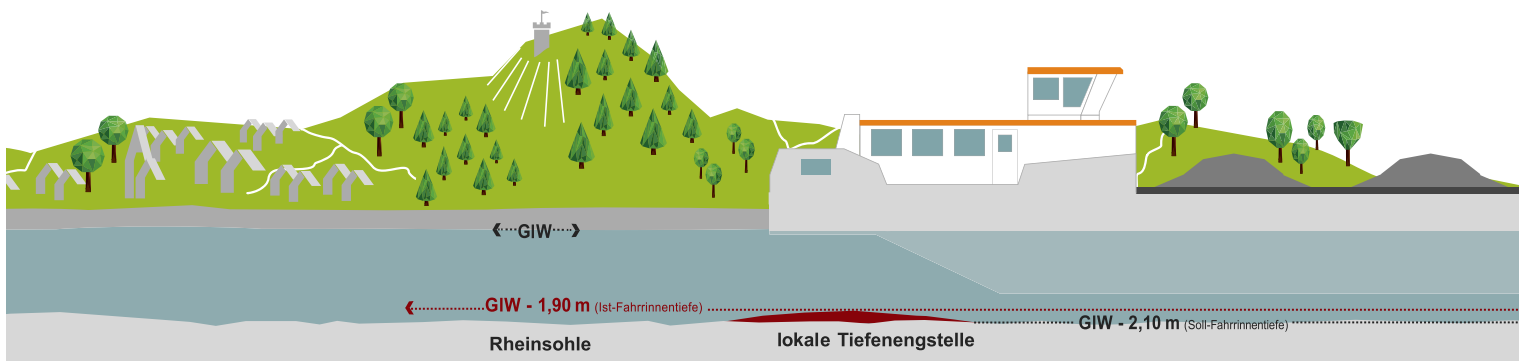 GIW
GIW - 1,90 m (Ist-Fahrrinnentiefe)
GIW - 2,10 m (Soll-Fahrrinnentiefe)
Rheinsohle
lokale Tiefenengstelle